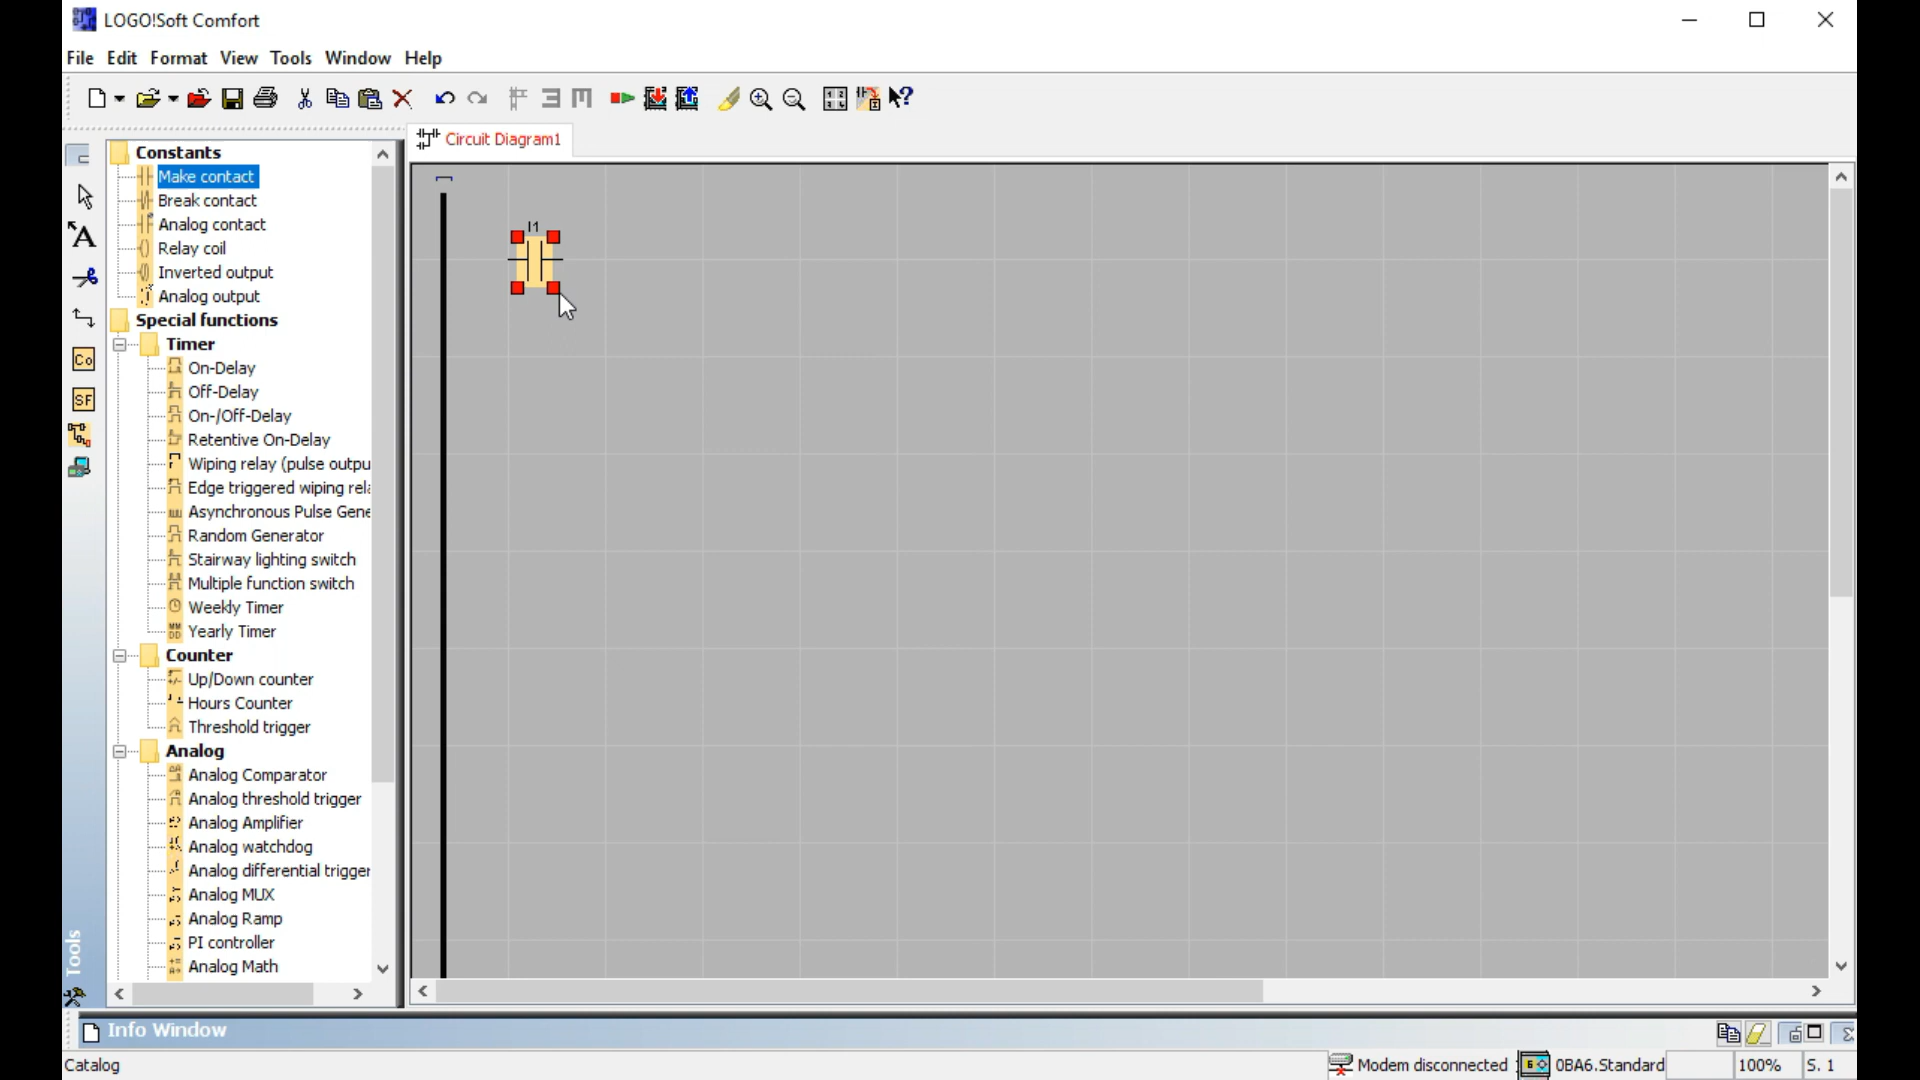 LOGO!Soft Comfort
File Edit Format View Tools Window Help
Circuit Diagram1
Constants
Make contact
Break contact
Analog contact
Relay coil
Inverted output
Analog output
Special functions
Timer
On-Delay
Off-Delay
On-/Off-Delay
Retentive On-Delay
Wiping relay (pulse outpu
Edge triggered wiping rel
Asynchronous Pulse Gene
Random Generator
Stairway lighting switch
Multiple function switch
Weekly Timer
Yearly Timer
Counter
Up/Down counter
Hours Counter
Threshold trigger
Analog
Analog Comparator
Analog threshold trigger
Analog Amplifier
Analog watchdog
Analog differential trigger
Analog MUX
Analog Ramp
PI controller
Analog Math
A
Co
SF
Tools
I1
Info Window
Catalog
Modem disconnected
0BA6.Standard
100%
S. 1